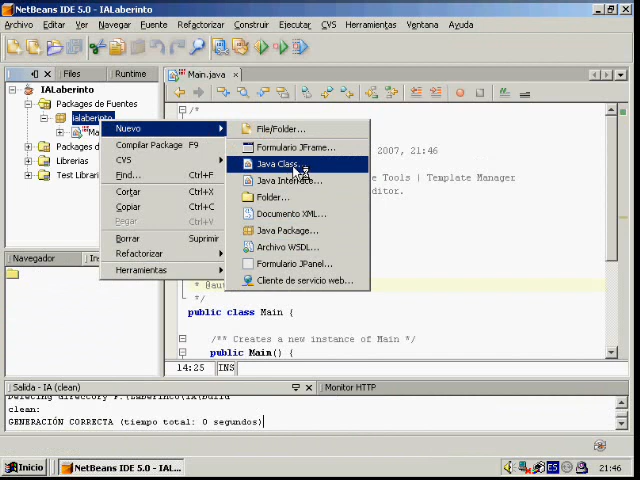 NetBeans IDE 5.0 - IALaberinto
Archivo Editar Ver Navegar Fuente Refactorizar Construir Ejecutar CVS Herramientas Ventana Ayuda
Files Runtime
Main.java
IALaberinto
Packages de Fuentes
ialaberinto
Ma
Packages d
Librerias
Test Librari
Nuevo
Compilar Package F9
CVS
Find... Ctrl+F
Cortar Ctrl+X
Copiar Ctrl+C
Pegar Ctrl+V
Borrar Suprimir
Refactorizar
Herramientas
File/Folder...
Formulario JFrame...
Java Class...
Java Interface...
Folder...
Documento XML...
Java Package...
Archivo WSDL...
Formulario JPanel...
Cliente de servicio web...
/*
2007, 21:46
e Tools | Template Manager
ditor.
* @aut
*/
public class Main {
/** Creates a new instance of Main */
public Main() {
14:25 INS
Navegador Ins
Salida - IA (clean)
Monitor HTTP
clean:
GENERACIÓN CORRECTA (tiempo total: 0 segundos)
Inicio
NetBeans IDE 5.0 - IAL...
ES
21:46